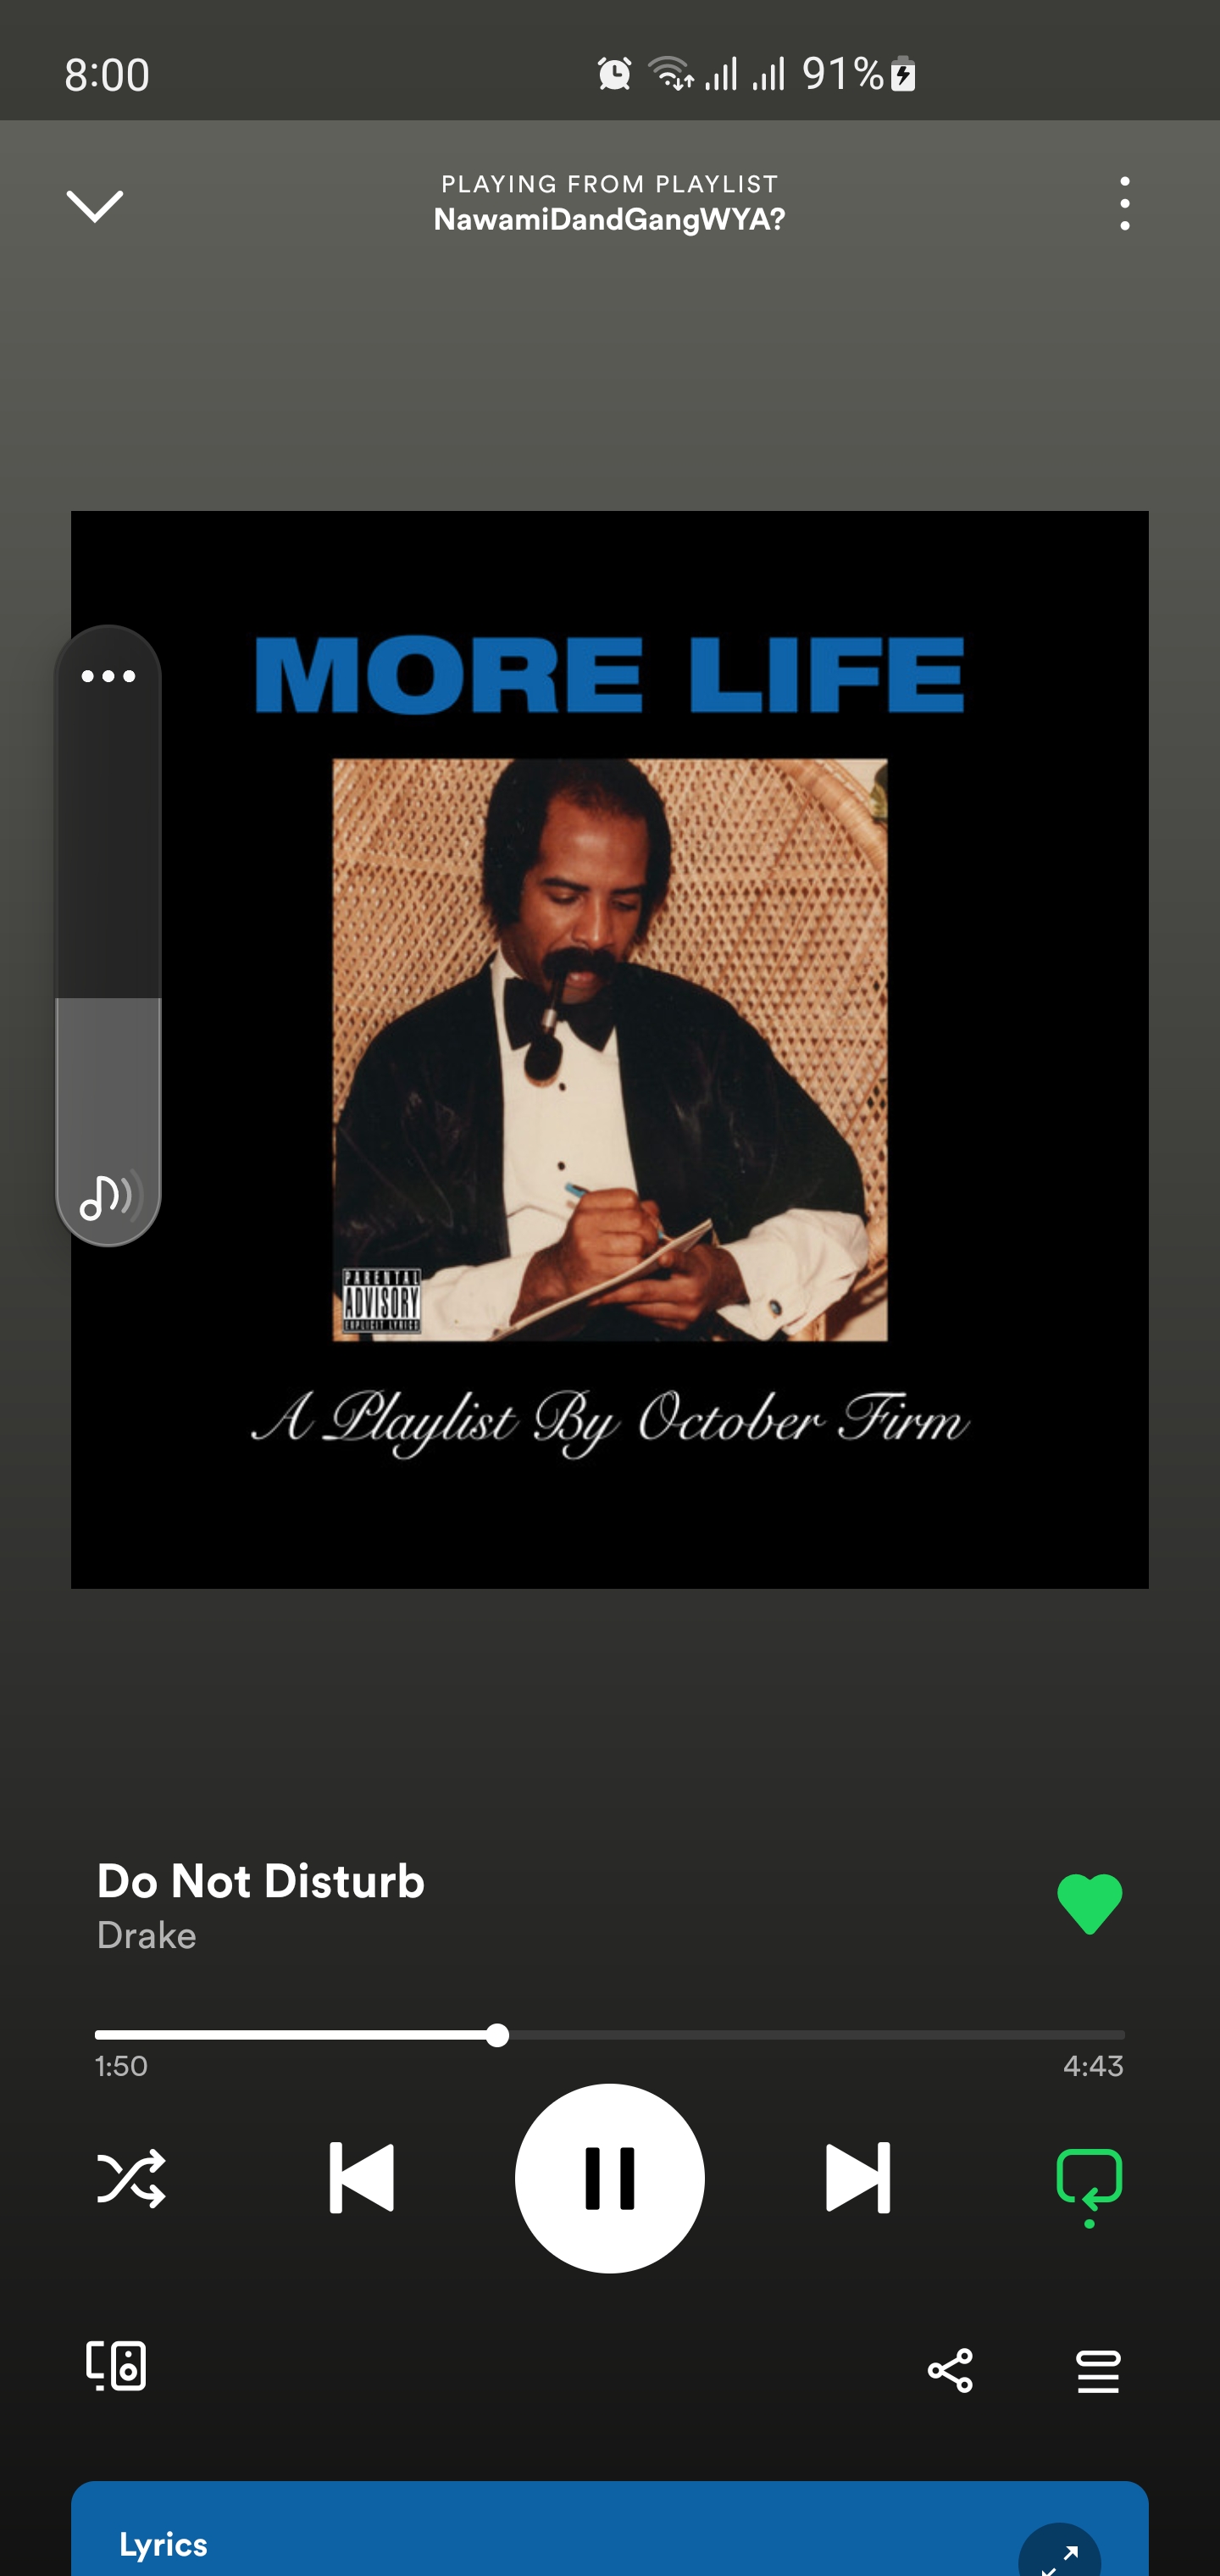 8:00 91%
PLAYING FROM PLAYLIST
NawamiDandGangWYA?
MORE LIFE
PARENTAL
ADVISORY
EXPLICIT LYRICS
A Playlist By October Firm
Do Not Disturb
Drake
1:50 4:43
Lyrics